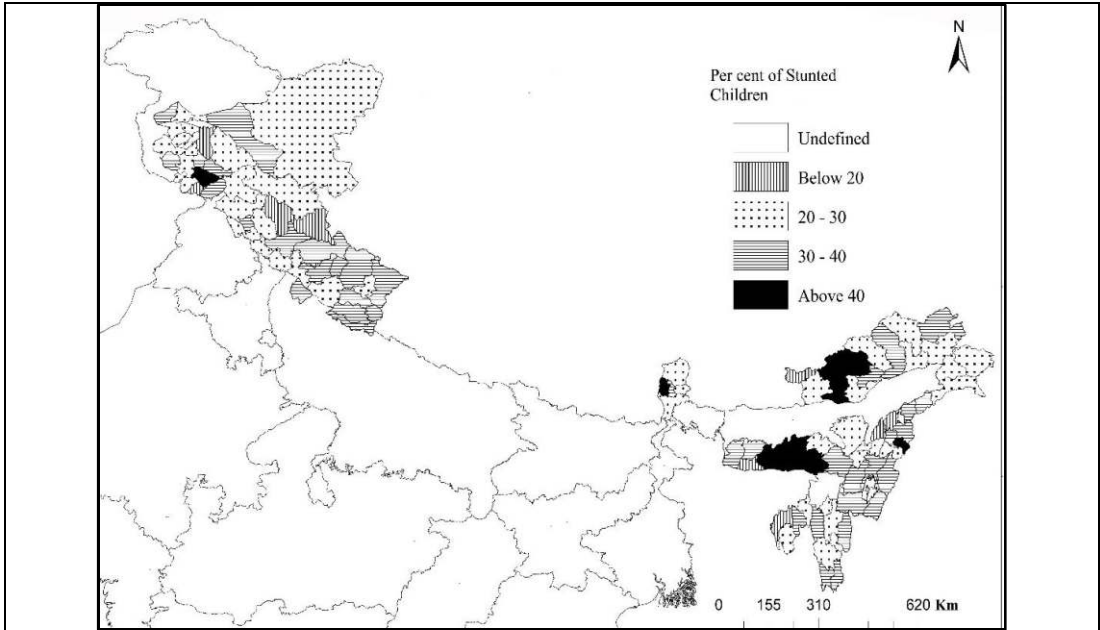 N
Per cent of Stunted
Children
Undefined
Below 20
20 - 30
30 - 40
Above 40
0 155 310 620 Km